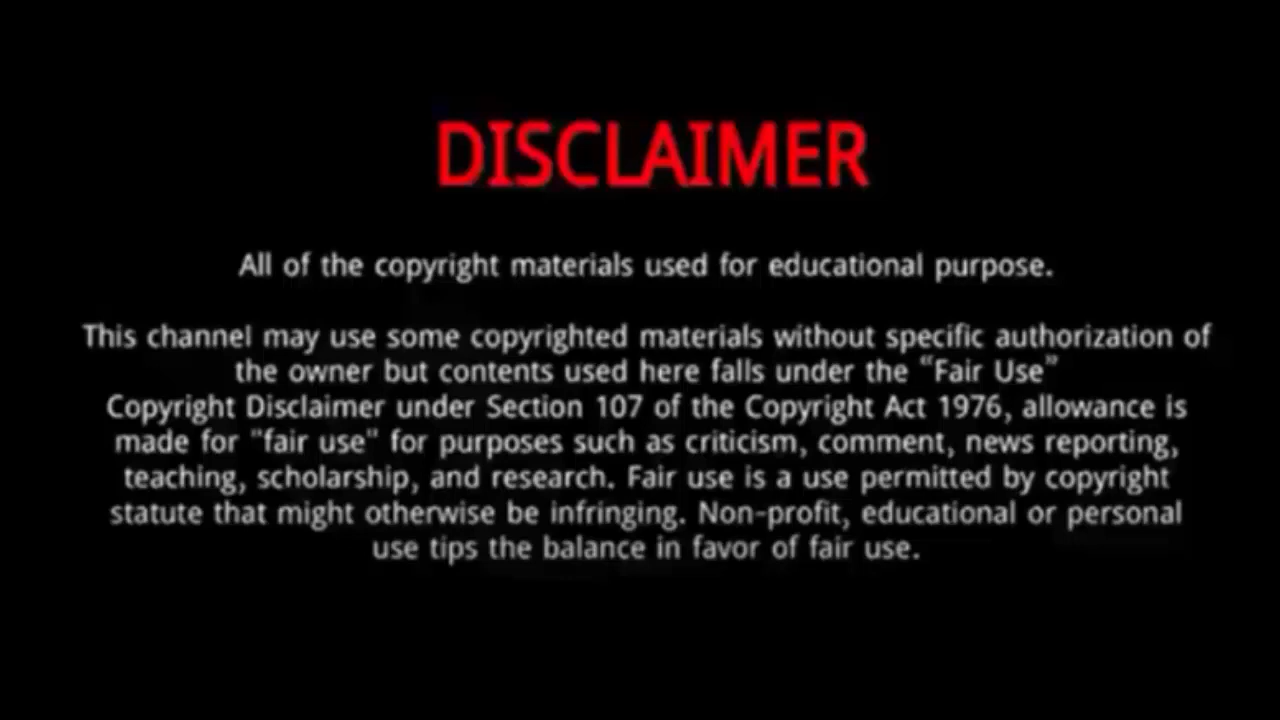 DISCLAIMER
All of the copyright materials used for educational purpose.
This channel may use some copyrighted materials without specific authorization of
the owner but contents used here falls under the “Fair Use”
Copyright Disclaimer under Section 107 of the Copyright Act 1976, allowance is
made for "fair use" for purposes such as criticism, comment, news reporting,
teaching, scholarship, and research. Fair use is a use permitted by copyright
statute that might otherwise be infringing. Non-profit, educational or personal
use tips the balance in favor of fair use.